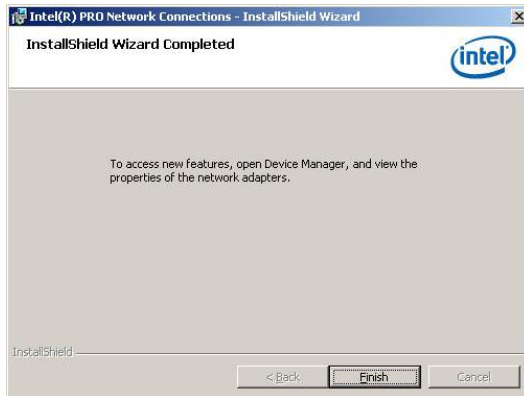 Intel(R) PRO Network Connections - InstallShield Wizard
InstallShield Wizard Completed
intel
To access new features, open Device Manager, and view the
properties of the network adapters.
InstallShield
< Back
Finish
Cancel